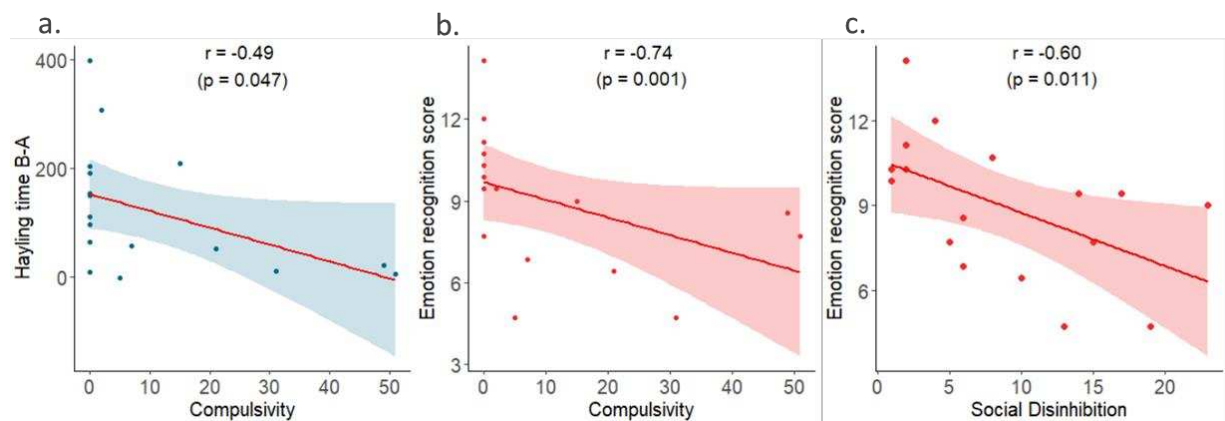 a.
r = -0.49
(p = 0.047)
400
200
0
Hayling time B-A
0 10 20 30 40 50
Compulsivity
b.
r = -0.74
(p = 0.001)
12
9
6
3
Emotion recognition score
0 10 20 30 40 50
Compulsivity
c.
r = -0.60
(p = 0.011)
12
9
6
Emotion recognition score
0 5 10 15 20
Social Disinhibition